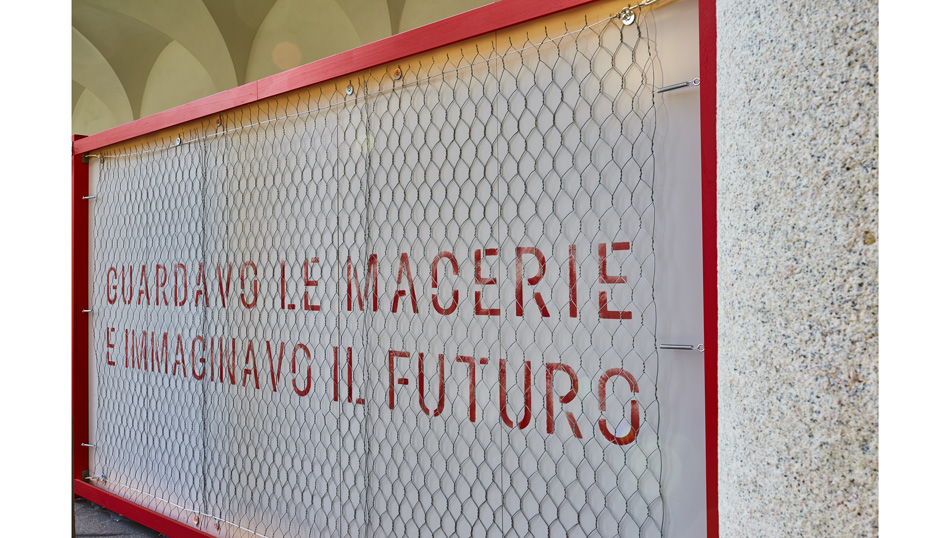 GUARDAVO LE MACERIE
E IMMAGINAVO IL FUTURO